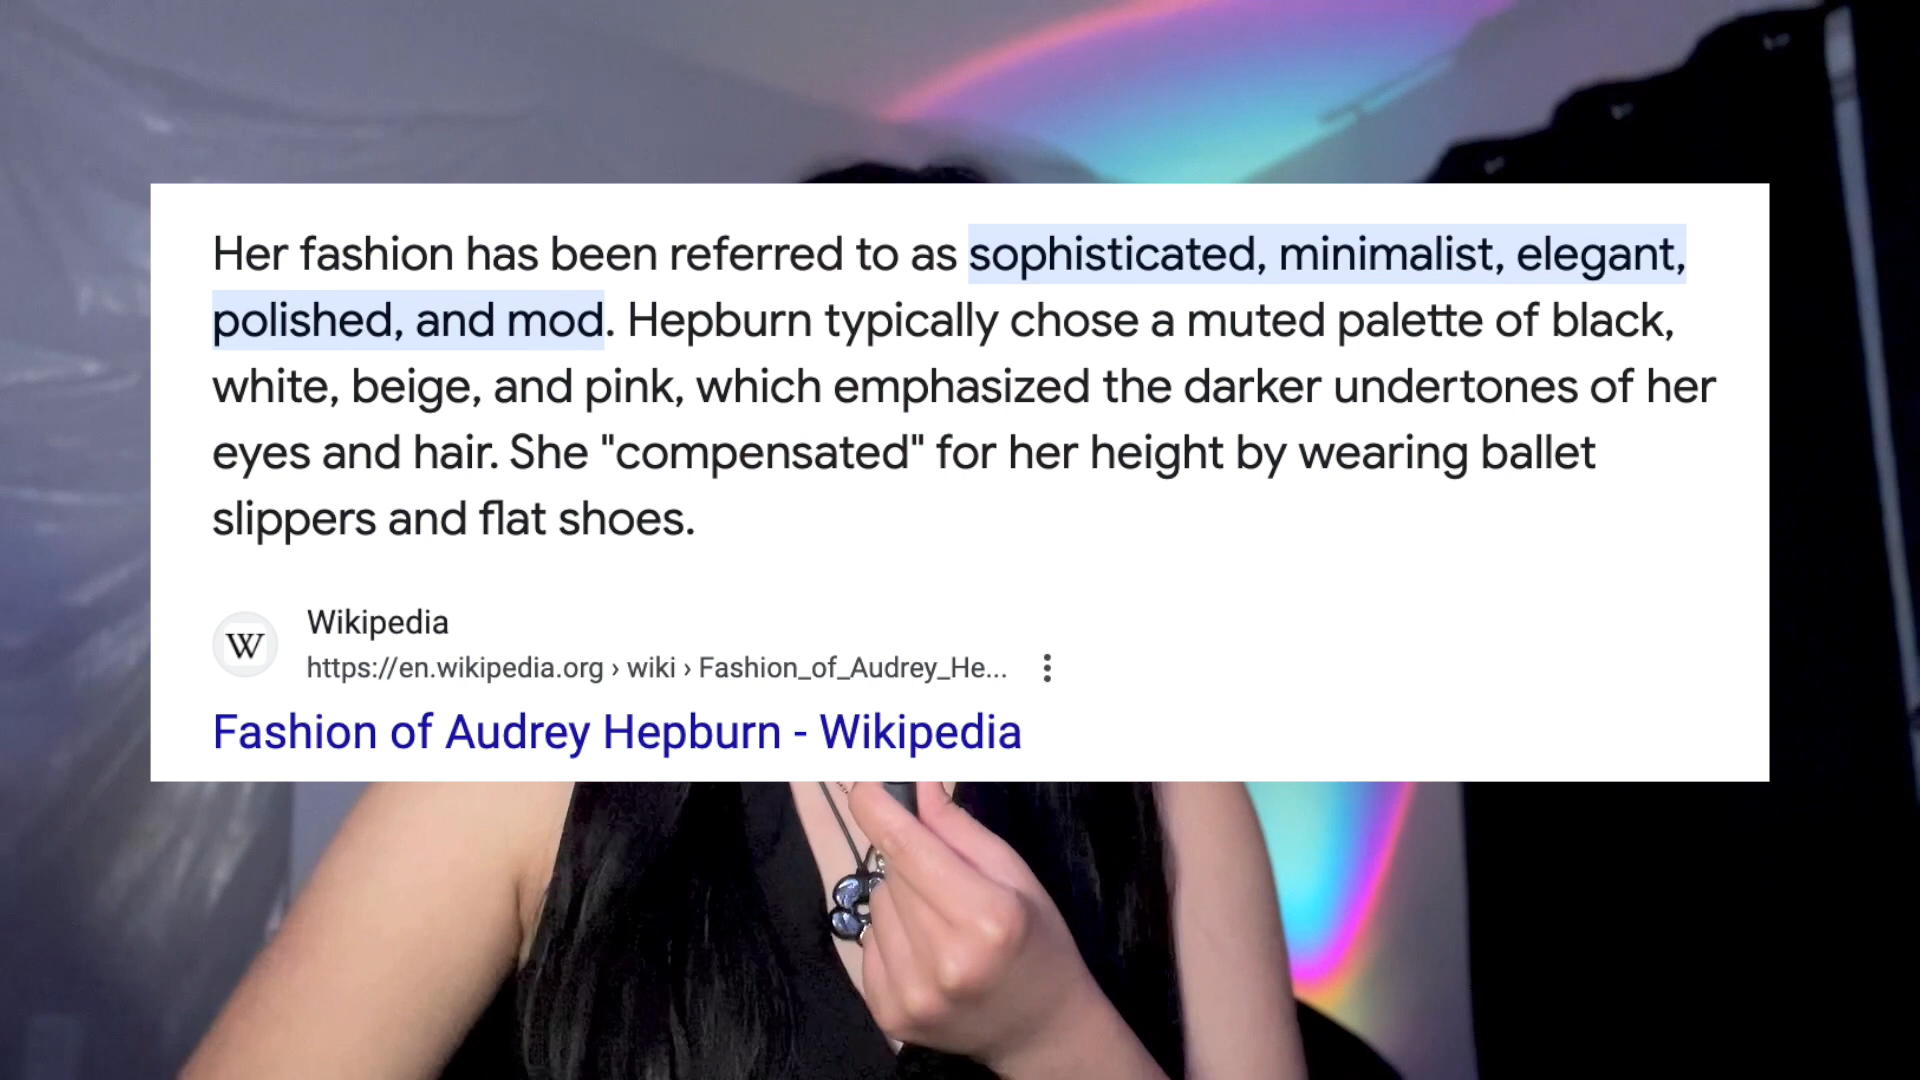 Her fashion has been referred to as sophisticated, minimalist, elegant,
polished, and mod. Hepburn typically chose a muted palette of black,
white, beige, and pink, which emphasized the darker undertones of her
eyes and hair. She "compensated" for her height by wearing ballet
slippers and flat shoes.
W
Wikipedia
https://en.wikipedia.org › wiki › Fashion_of_Audrey_He...
Fashion of Audrey Hepburn - Wikipedia